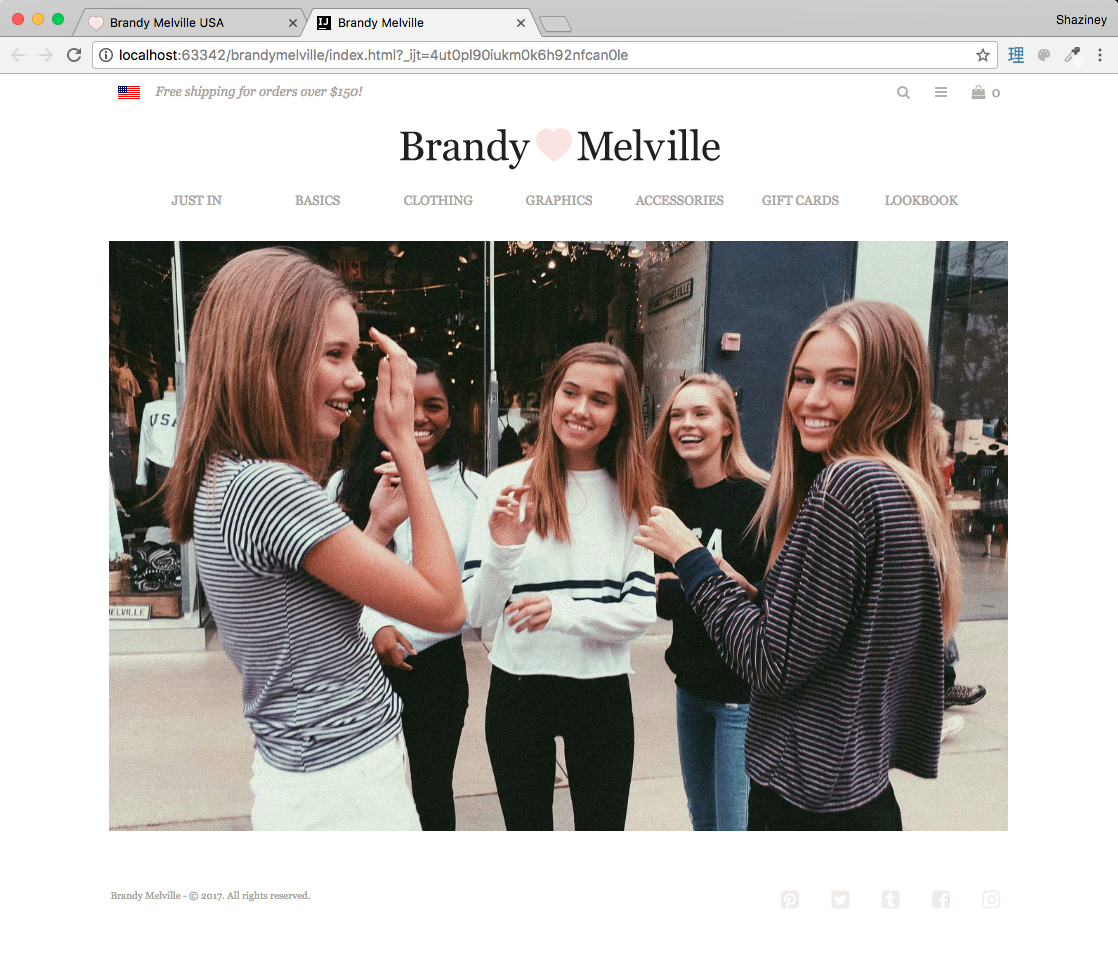 Brandy Melville USA
Brandy Melville
Shaziney
localhost:63342/brandymelville/index.html?_ijt=4ut0pl90iukm0k6h92nfcan0le
理
Free shipping for orders over $150!
0
Brandy Melville
JUST IN
BASICS
CLOTHING
GRAPHICS
ACCESSORIES
GIFT CARDS
LOOKBOOK
USA
ELVILLE
Brandy Melville - © 2017. All rights reserved.